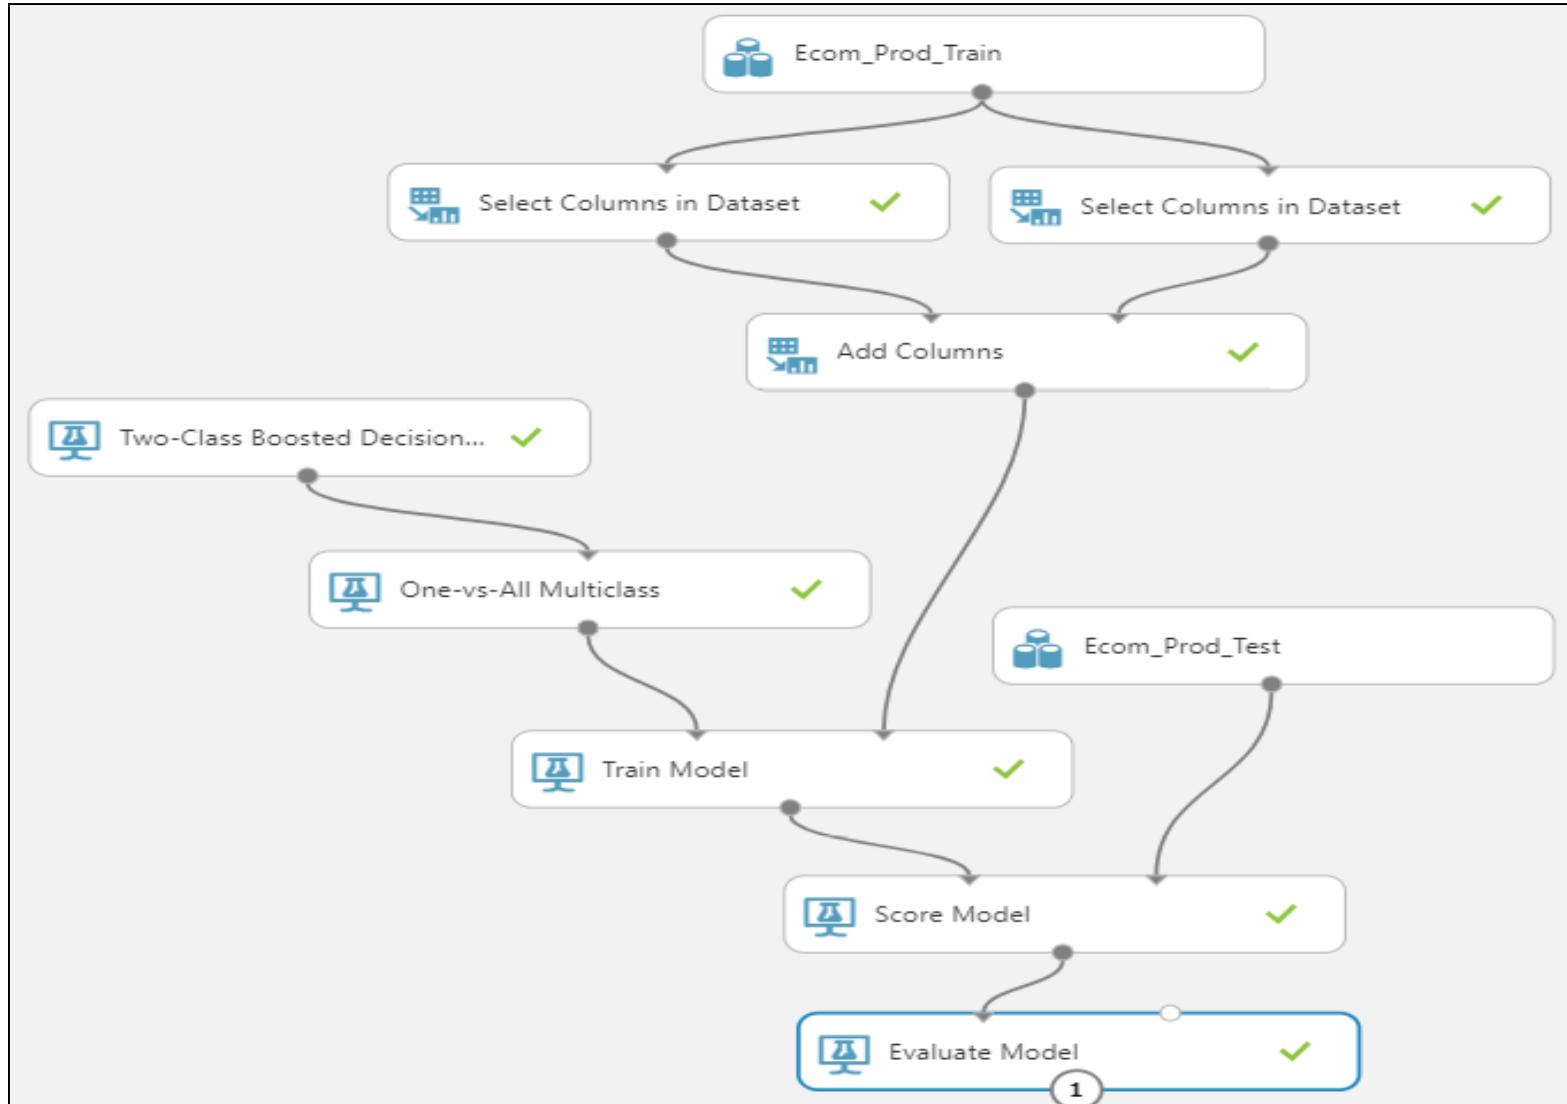 Ecom_Prod_Train
Select Columns in Dataset
Select Columns in Dataset
Add Columns
Two-Class Boosted Decision...
One-vs-All Multiclass
Ecom_Prod_Test
Train Model
Score Model
Evaluate Model
1